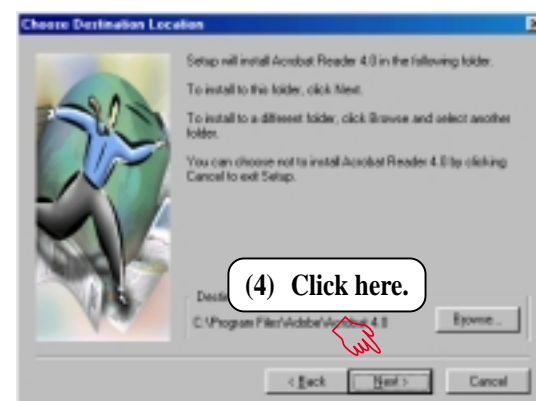 Choose Destination Location
Setup will install Acrobat Reader 4.0 in the following folder.
To install to this folder, click Next.
To install to a different folder, click Browse and select another
folder.
You can choose not to install Acrobat Reader 4.0 by clicking
Cancel to exit Setup.
(4) Click here.
Desti
C:\Program Files\Adobe\Acrobat 4.0
Browse...
< Back
Next >
Cancel